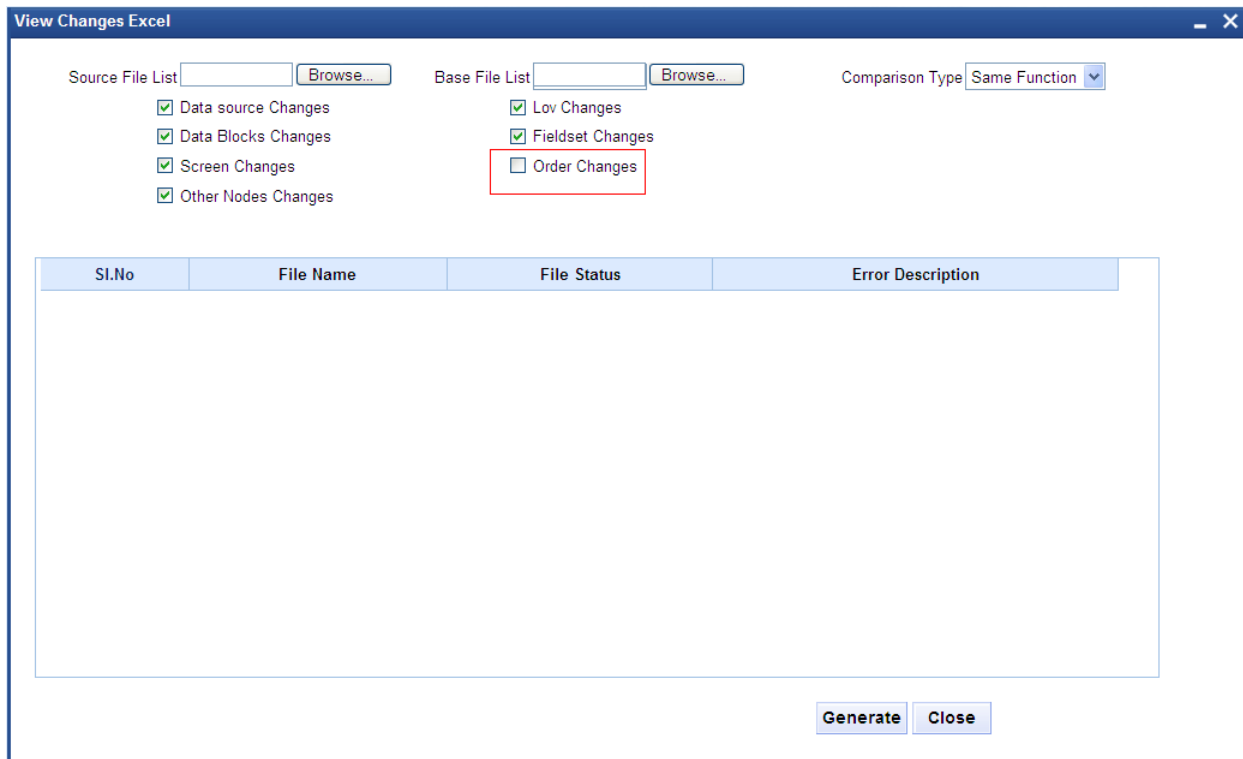 View Changes Excel
Source File List Browse... Base File List Browse... Comparison Type Same Function
Data source Changes Lov Changes
Data Blocks Changes Fieldset Changes
Screen Changes Order Changes
Other Nodes Changes
Sl.No File Name File Status Error Description
Generate Close